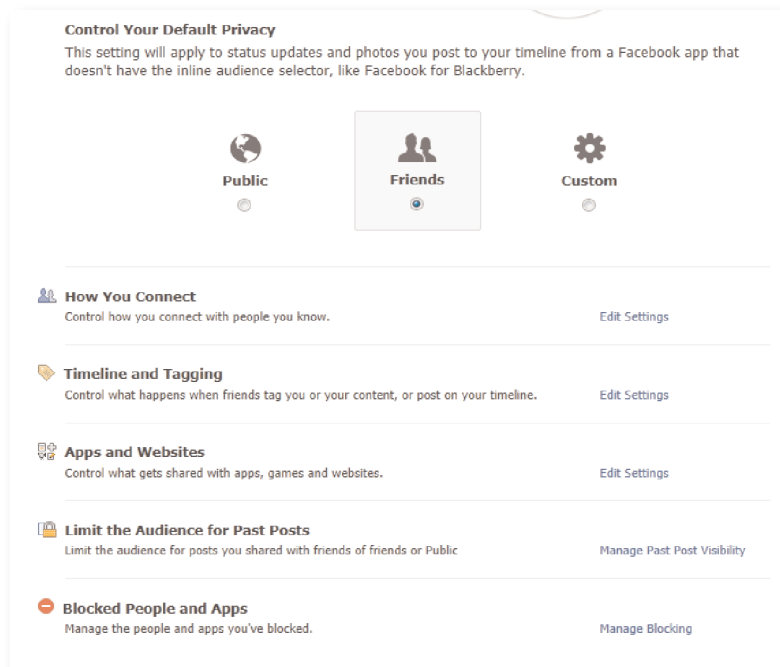 Control Your Default Privacy
This setting will apply to status updates and photos you post to your timeline from a Facebook app that
doesn't have the inline audience selector, like Facebook for Blackberry.
Public
Friends
Custom
How You Connect
Control how you connect with people you know.
Edit Settings
Timeline and Tagging
Control what happens when friends tag you or your content, or post on your timeline.
Edit Settings
Apps and Websites
Control what gets shared with apps, games and websites.
Edit Settings
Limit the Audience for Past Posts
Limit the audience for posts you shared with friends of friends or Public
Manage Past Post Visibility
Blocked People and Apps
Manage the people and apps you've blocked.
Manage Blocking